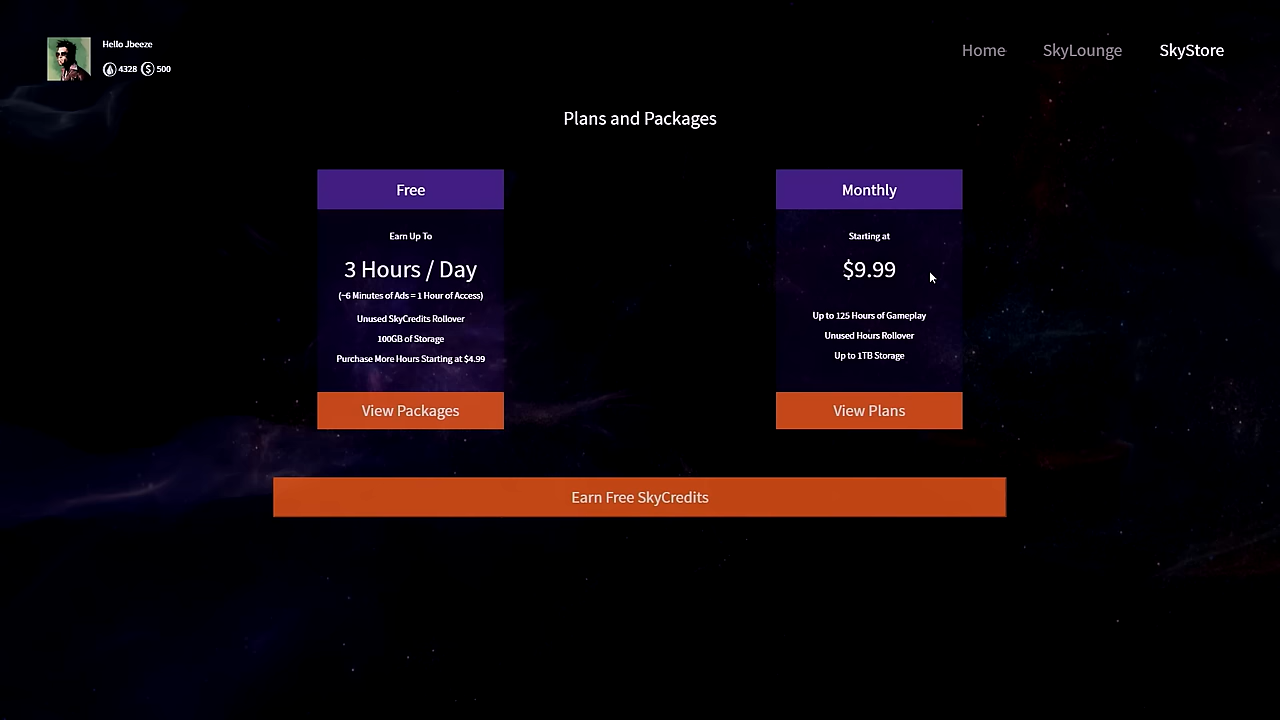 Hello Jbeeze
4328 $ 500
Home SkyLounge SkyStore
Plans and Packages
Free
Earn Up To
3 Hours / Day
(~6 Minutes of Ads = 1 Hour of Access)
Unused SkyCredits Rollover
100GB of Storage
Purchase More Hours Starting at $4.99
View Packages
Monthly
Starting at
$9.99
Up to 125 Hours of Gameplay
Unused Hours Rollover
Up to 1TB Storage
View Plans
Earn Free SkyCredits